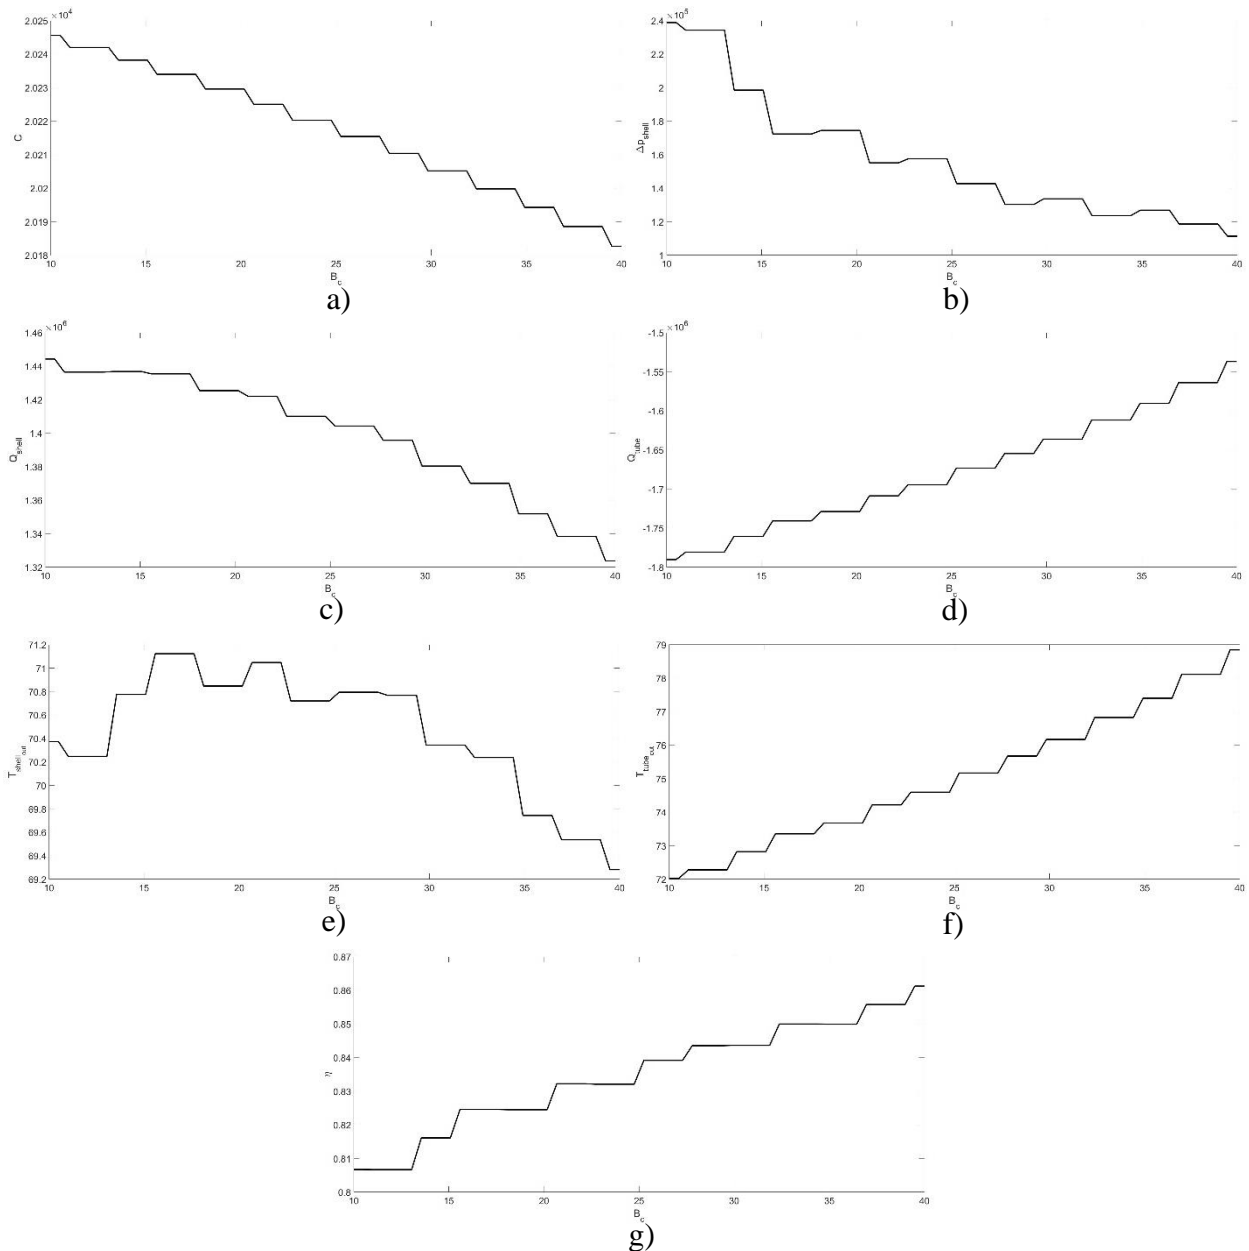 ×10⁴
2.025
2.024
2.023
2.022
2.021
2.02
2.019
2.018
C
10 15 20 25 30 35 40
B_c
a)
×10⁵
2.4
2.2
2
1.8
1.6
1.4
1.2
1
Δp_shell
10 15 20 25 30 35 40
B_c
b)
×10⁶
1.46
1.44
1.42
1.4
1.38
1.36
1.34
1.32
Q_shell
10 15 20 25 30 35 40
B_c
c)
×10⁶
-1.5
-1.55
-1.6
-1.65
-1.7
-1.75
-1.8
Q_tube
10 15 20 25 30 35 40
B_c
d)
71.2
71
70.8
70.6
70.4
70.2
70
69.8
69.6
69.4
69.2
T_shell_out
10 15 20 25 30 35 40
B_c
e)
79
78
77
76
75
74
73
72
T_tube_out
10 15 20 25 30 35 40
B_c
f)
0.87
0.86
0.85
0.84
0.83
0.82
0.81
0.8
η
10 15 20 25 30 35 40
B_c
g)